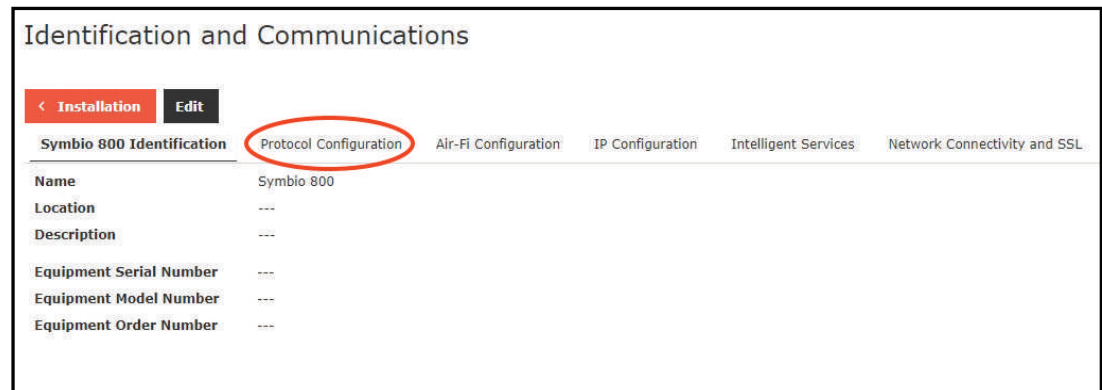 Identification and Communications
< Installation Edit
Symbio 800 Identification Protocol Configuration Air-Fi Configuration IP Configuration Intelligent Services Network Connectivity and SSL
Name Symbio 800
Location ---
Description ---
Equipment Serial Number ---
Equipment Model Number ---
Equipment Order Number ---